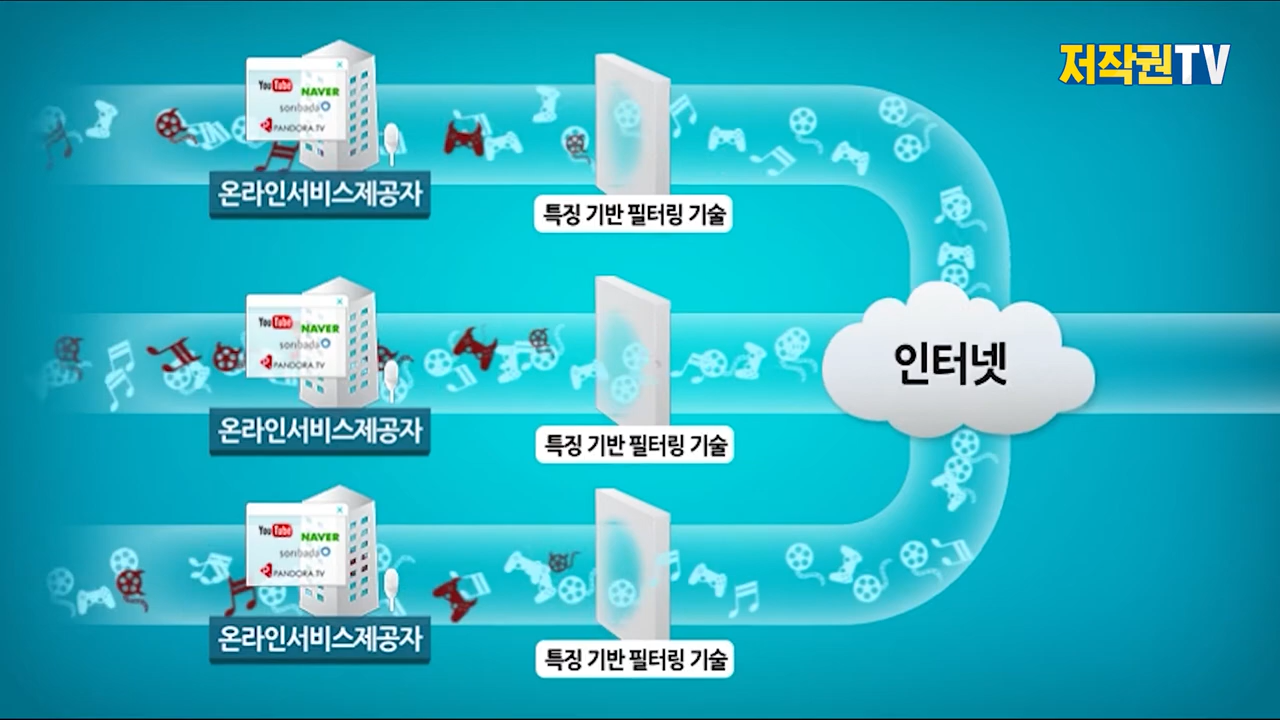 저작권TV
YouTube
NAVER
soribada
PANDORA.TV
온라인서비스제공자
특징 기반 필터링 기술
YouTube
NAVER
soribada
PANDORA.TV
인터넷
온라인서비스제공자
특징 기반 필터링 기술
YouTube
NAVER
soribada
PANDORA.TV
온라인서비스제공자
특징 기반 필터링 기술